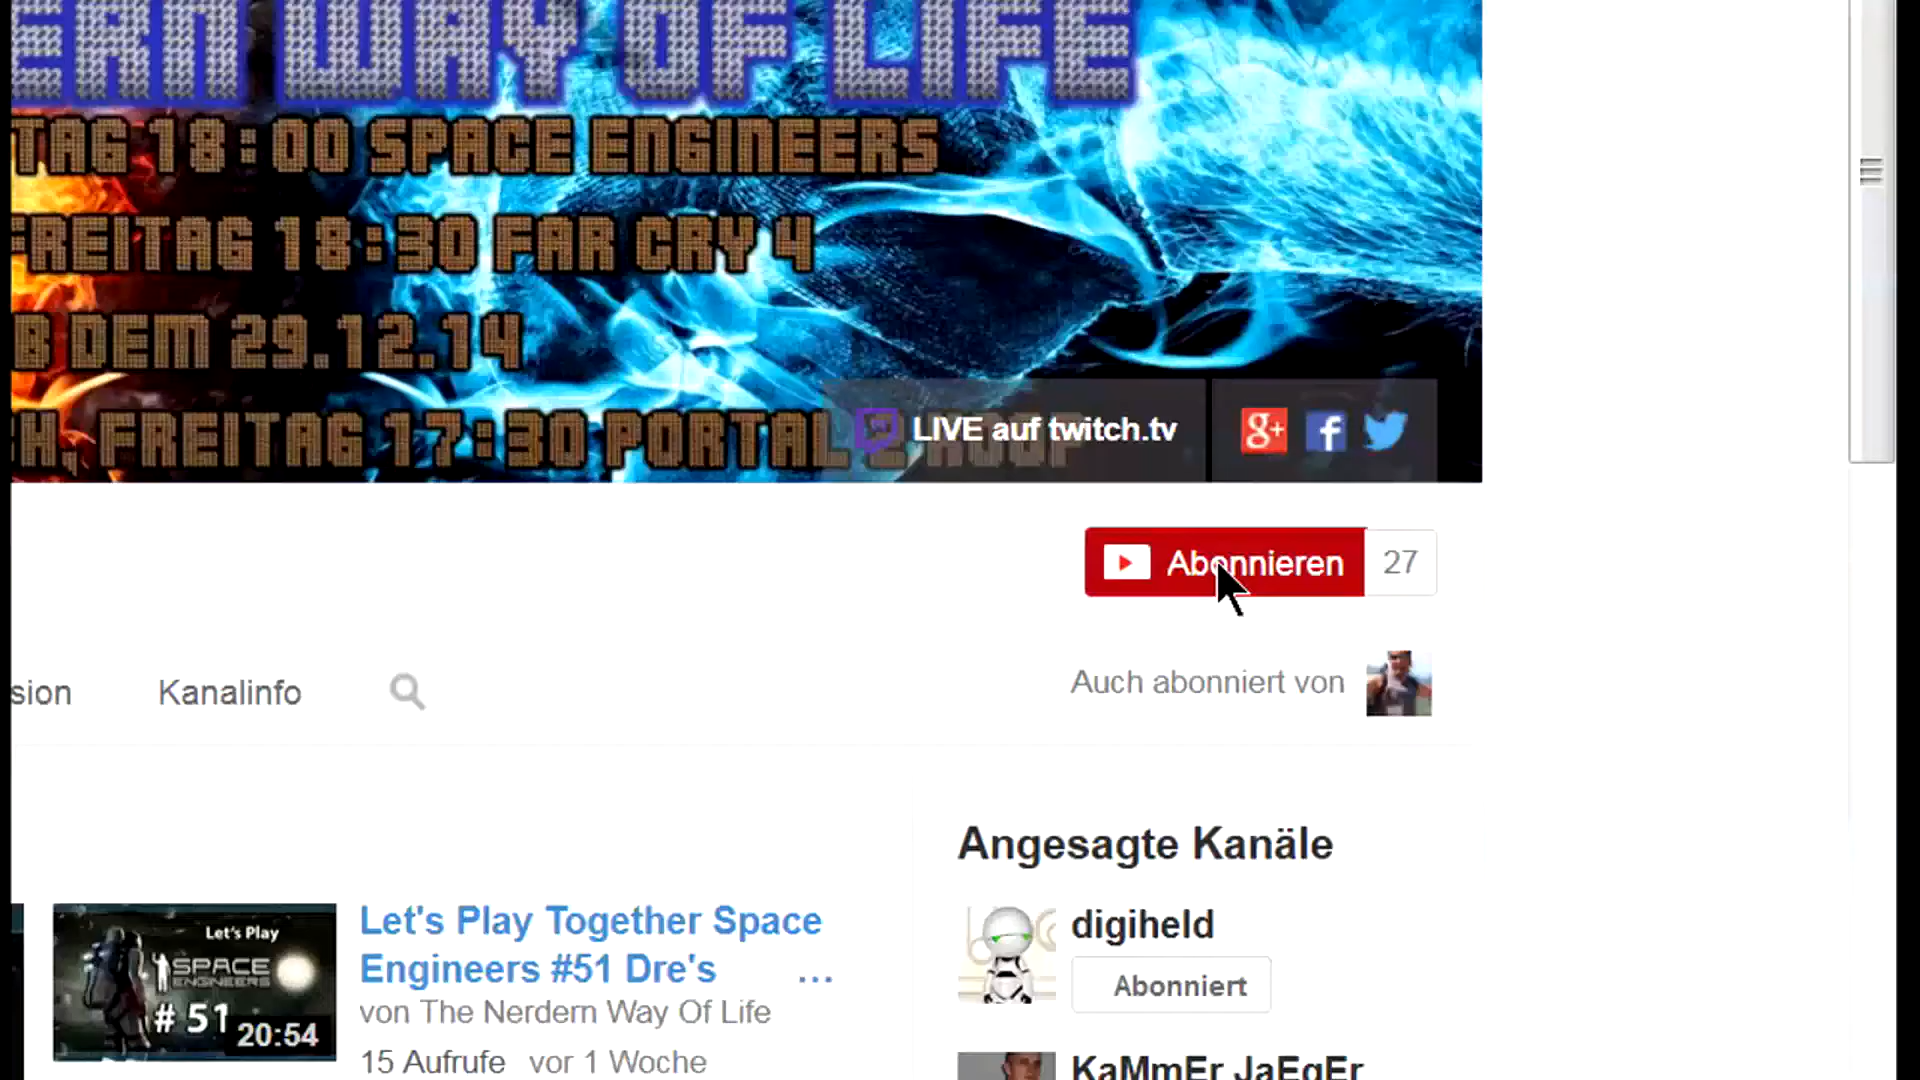 ERN WAY OF LIFE
TAG 18:00 SPACE ENGINEERS
FREITAG 18:30 FAR CRY 4
B DEM 29.12.14
H, FREITAG 17:30 PORTAL 2 KOOP
LIVE auf twitch.tv
g+ f
Abonnieren 27
sion Kanalinfo
Auch abonniert von
Angesagte Kanäle
digiheld
Abonniert
KaMmEr JaEgEr
Let's Play
SPACE
ENGINEERS
# 51
20:54
Let's Play Together Space
Engineers #51 Dre's ...
von The Nerdern Way Of Life
15 Aufrufe vor 1 Woche